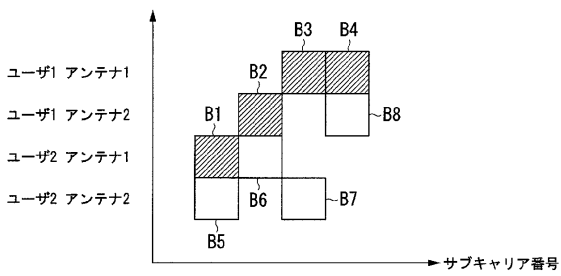 B3 B4
ユーザ1 アンテナ1
B2
ユーザ1 アンテナ2
B1
B8
ユーザ2 アンテナ1
ユーザ2 アンテナ2
B6
B7
B5
サブキャリア番号